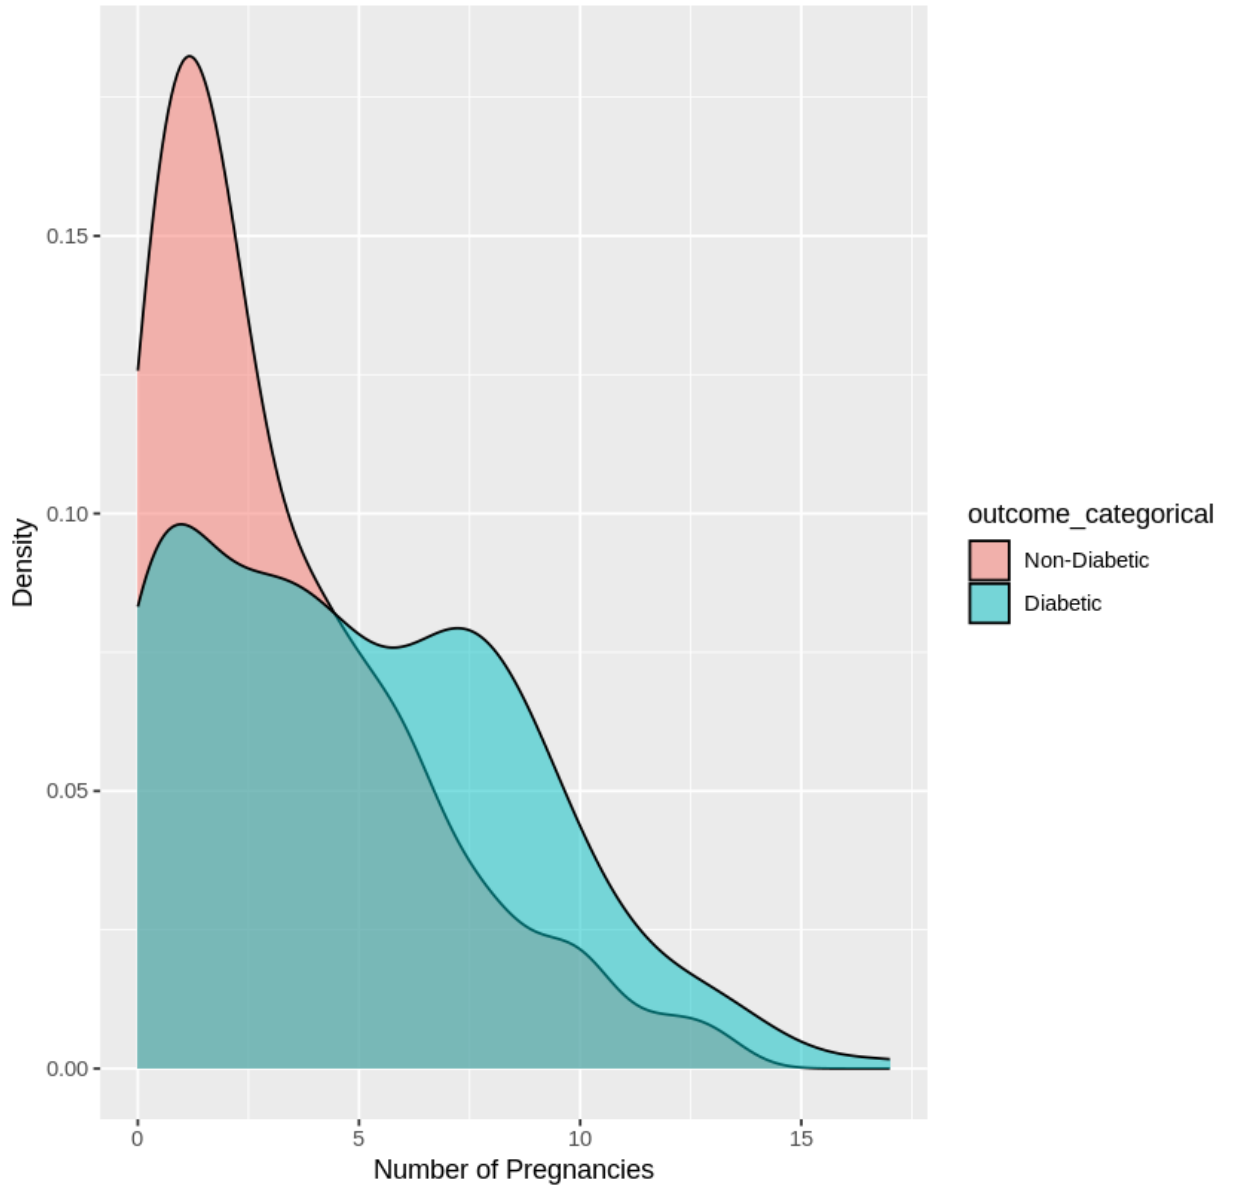 0.15
0.10
0.05
0.00
Density
0 5 10 15
Number of Pregnancies
outcome_categorical
Non-Diabetic
Diabetic